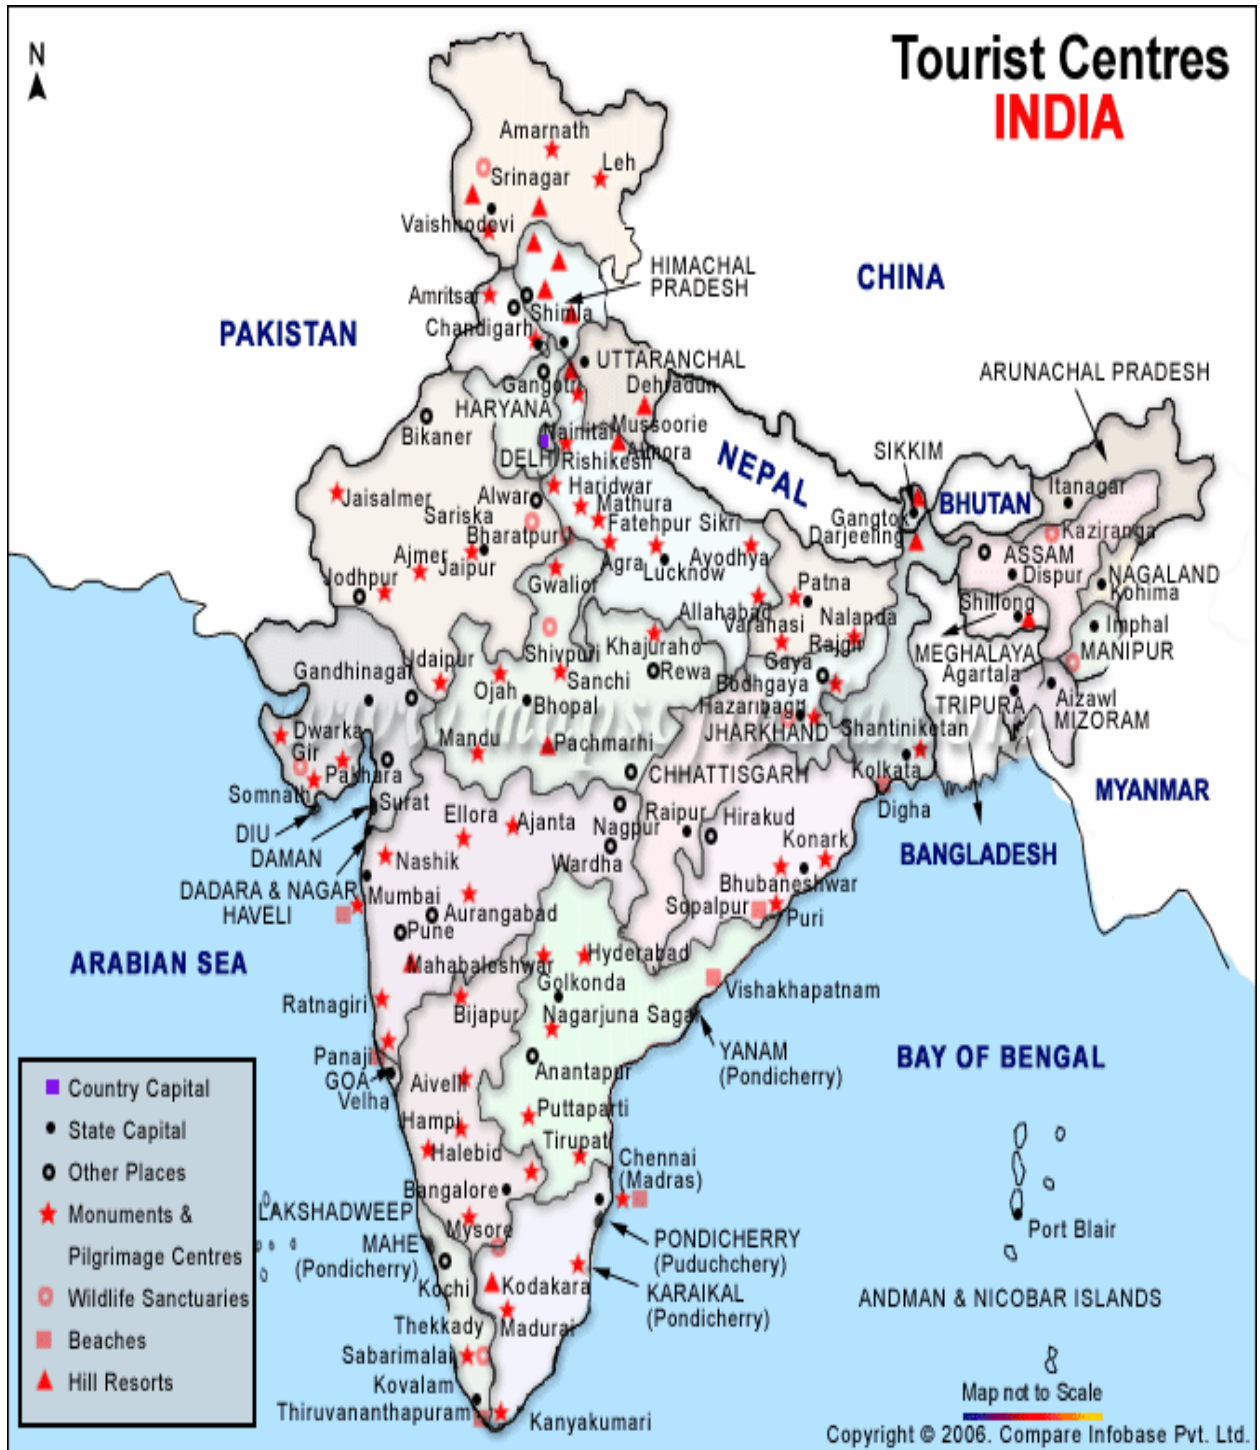 Tourist Centres
INDIA
N
Amarnath
Leh
Srinagar
Vaishnodevi
HIMACHAL
PRADESH
CHINA
Amritsar
Shimla
Chandigarh
PAKISTAN
UTTARANCHAL
Gangotri
Dehradun
ARUNACHAL PRADESH
HARYANA
Mussoorie
Bikaner
Nainital
Almora
DELHI
Rishikesh
NEPAL
SIKKIM
BHUTAN
Itanagar
Jaisalmer
Alwar
Haridwar
Sariska
Mathura
Gangtok
Bharatpur
Fatehpur Sikri
Darjeeling
Kaziranga
Ajmer
Jaipur
Agra
Ayodhya
ASSAM
Lucknow
Dispur
Jodhpur
Gwalior
Patna
NAGALAND
Kohima
Allahabad
Shillong
Varahasi
Nalanda
Imphal
Khajuraho
Rajgir
Shivpuri
MEGHALAYA
MANIPUR
Gandhinagar
Udaipur
Gaya
Agartala
Ojah
Sanchi
Rewa
Bodhgaya
Aizawl
Bhopal
Hazaribagh
TRIPURA
MIZORAM
Dwarka
Mandu
Pachmarhi
JHARKHAND
Shantiniketan
Gir
Pakhara
CHHATTISGARH
Kolkata
Somnath
Surat
MYANMAR
DIU
Ellora
Ajanta
Nagpur
Raipur
Hirakud
Digha
DAMAN
Nashik
Wardha
Konark
BANGLADESH
DADARA & NAGAR
HAVELI
Mumbai
Bhubaneshwar
Aurangabad
Sopalpur
Puri
Pune
ARABIAN SEA
Mahabaleshwar
Hyderabad
Golkonda
Vishakhapatnam
Ratnagiri
Bijapur
Nagarjuna Sagar
Panaji
YANAM
(Pondicherry)
BAY OF BENGAL
GOA
Velha
Aivelli
Anantapur
Hampi
Puttaparti
Tirupati
Halebid
Chennai
(Madras)
Bangalore
LAKSHADWEEP
Mysore
Port Blair
MAHE
(Pondicherry)
PONDICHERRY
(Puduchchery)
Kochi
Kodakara
KARAIKAL
(Pondicherry)
ANDMAN & NICOBAR ISLANDS
Thekkady
Madurai
Sabarimalai
Kovalam
Thiruvananthapuram
Kanyakumari
Country Capital
State Capital
Other Places
Monuments &
Pilgrimage Centres
Wildlife Sanctuaries
Beaches
Hill Resorts
Map not to Scale
Copyright © 2006. Compare Infobase Pvt. Ltd.